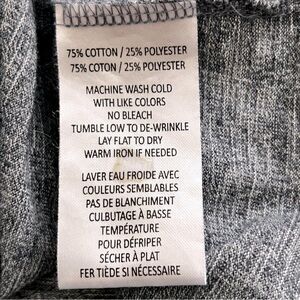 75% COTTON / 25% POLYESTER
75% COTON / 25% POLYESTER
MACHINE WASH COLD
WITH LIKE COLORS
NO BLEACH
TUMBLE LOW TO DE-WRINKLE
LAY FLAT TO DRY
WARM IRON IF NEEDED
LAVER EAU FROIDE AVEC
COULEURS SEMBLABLES
PAS DE BLANCHIMENT
CULBUTAGE À BASSE
TEMPÉRATURE
POUR DÉFRIPER
SÉCHER À PLAT
FER TIÈDE SI NÉCESSAIRE